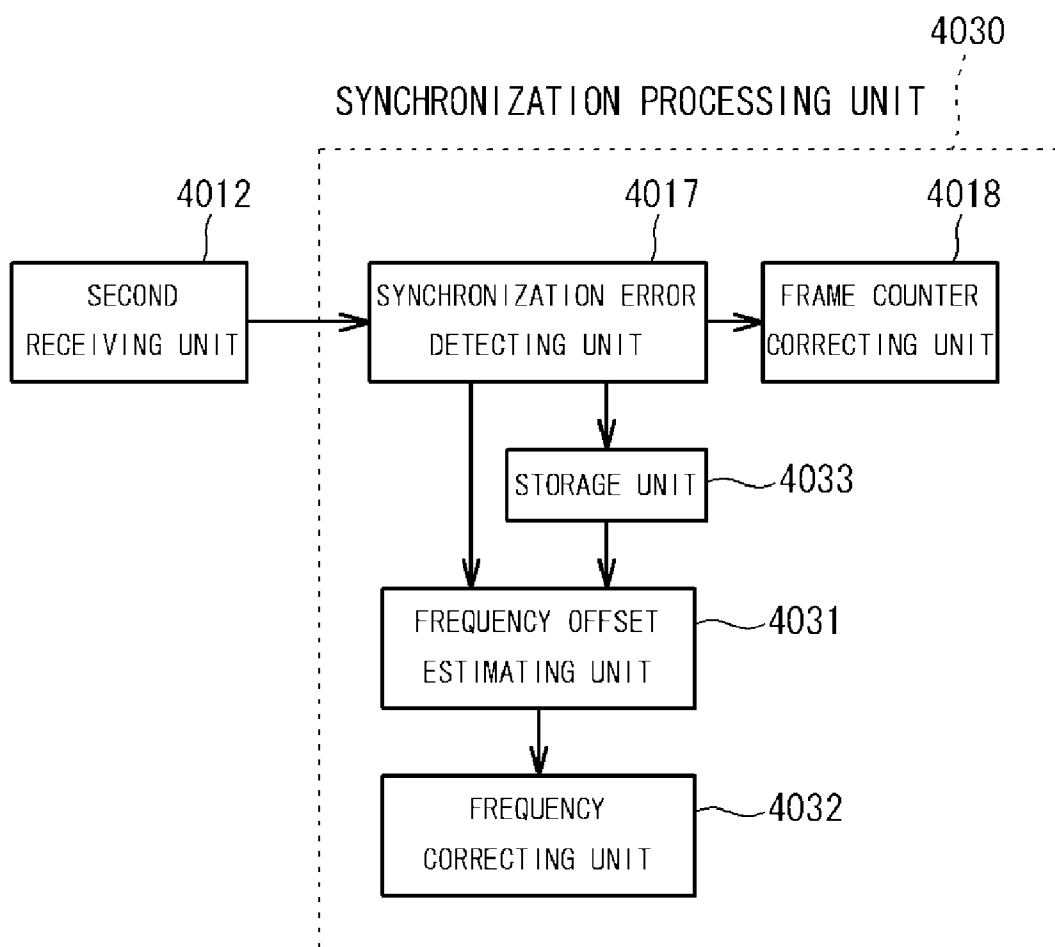 4030
SYNCHRONIZATION PROCESSING UNIT
4012
4017
4018
SECOND
RECEIVING UNIT
SYNCHRONIZATION ERROR
DETECTING UNIT
FRAME COUNTER
CORRECTING UNIT
STORAGE UNIT
4033
FREQUENCY OFFSET
ESTIMATING UNIT
4031
FREQUENCY
CORRECTING UNIT
4032